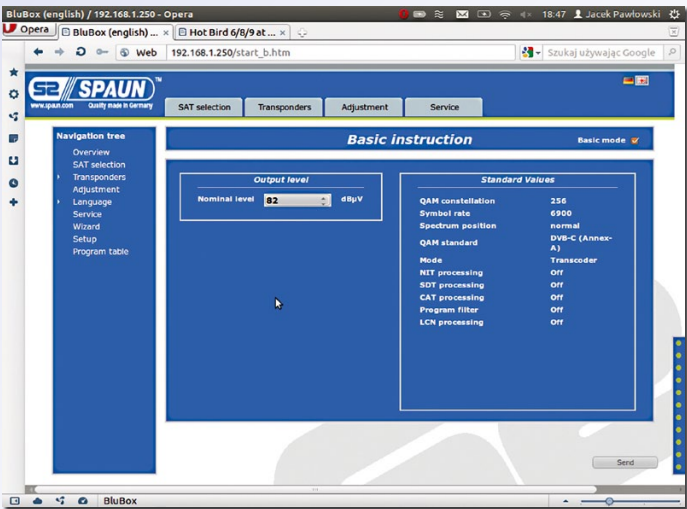 BluBox (english) / 192.168.1.250 - Opera
18:47 Jacek Pawłowski
Opera
BluBox (english) ... ×
Hot Bird 6/8/9 at ... ×
Web 192.168.1.250/start_b.htm
Szukaj używając Google
SPAUN™
www.spaun.com Quality made in Germany
SAT selection Transponders Adjustment Service
Navigation tree
Overview
SAT selection
Transponders
Adjustment
Language
Service
Wizard
Setup
Program table
Basic instruction
Basic mode
Output level
Nominal level 82 dBµV
Standard Values
QAM constellation 256
Symbol rate 6900
Spectrum position normal
QAM standard DVB-C (Annex-
A)
Mode Transcoder
NIT processing Off
SDT processing Off
CAT processing Off
Program filter Off
LCN processing Off
Send
BluBox